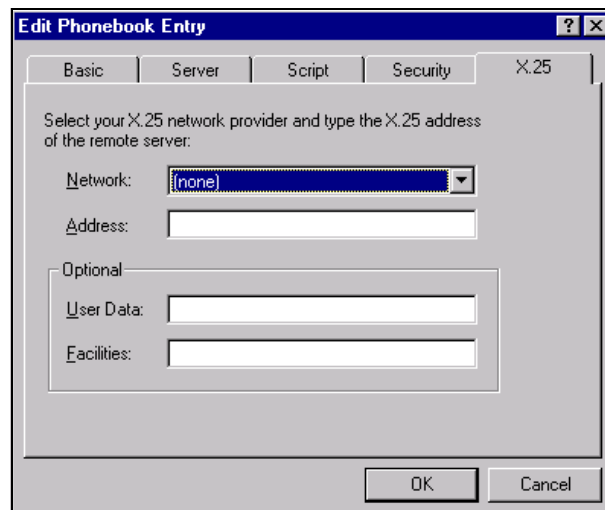 Edit Phonebook Entry
Basic Server Script Security X.25
Select your X.25 network provider and type the X.25 address
of the remote server:
Network: (none)
Address:
Optional
User Data:
Facilities:
OK Cancel